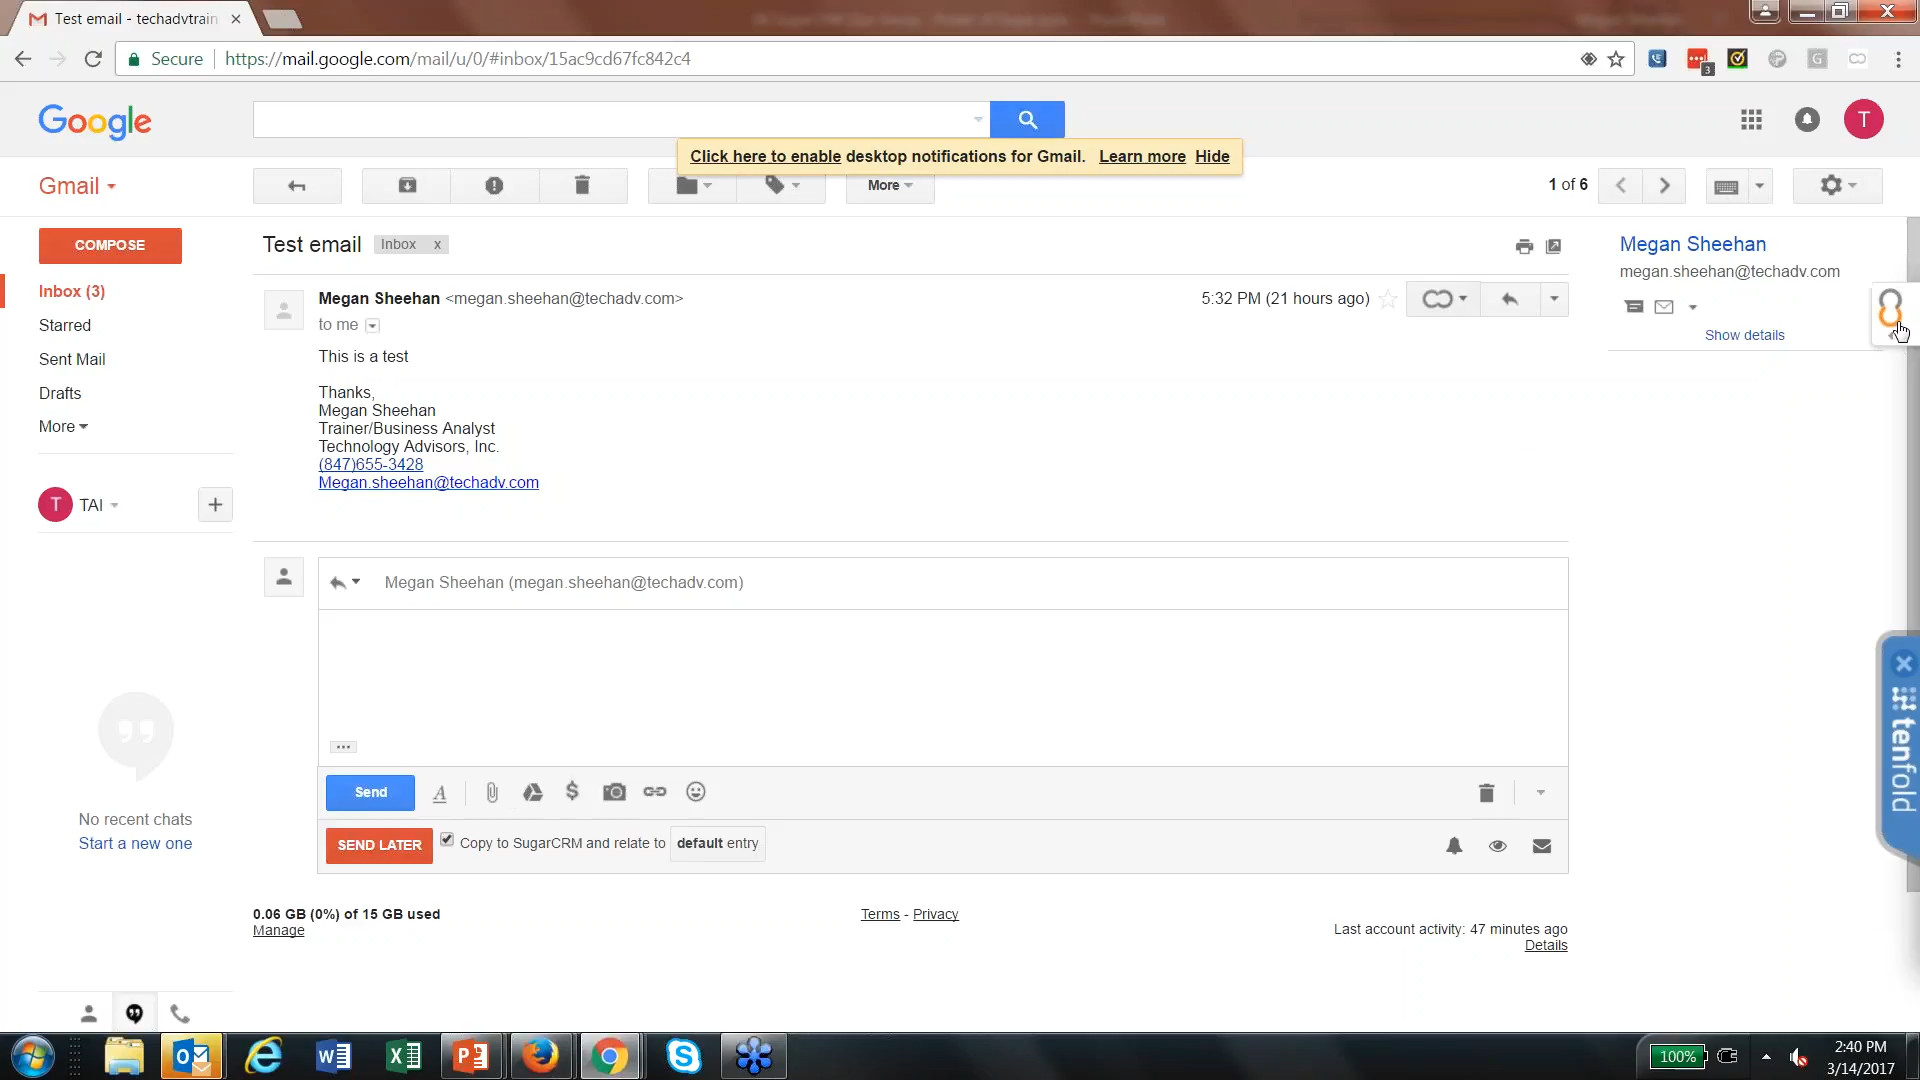 Test email - techadvtrain
Secure
https://mail.google.com/mail/u/0/#inbox/15ac9cd67fc842c4
3
G
Google
T
Click here to enable desktop notifications for Gmail. Learn more Hide
Gmail
More
1 of 6
COMPOSE
Inbox (3)
Starred
Sent Mail
Drafts
More
T TAI
+
No recent chats
Start a new one
Test email
Inbox x
Megan Sheehan <megan.sheehan@techadv.com>
5:32 PM (21 hours ago)
to me
This is a test
Thanks,
Megan Sheehan
Trainer/Business Analyst
Technology Advisors, Inc.
(847)655-3428
Megan.sheehan@techadv.com
Megan Sheehan (megan.sheehan@techadv.com)
Send
SEND LATER
Copy to SugarCRM and relate to default entry
0.06 GB (0%) of 15 GB used
Manage
Terms - Privacy
Last account activity: 47 minutes ago
Details
Megan Sheehan
megan.sheehan@techadv.com
Show details
tenfold
100%
2:40 PM
3/14/2017